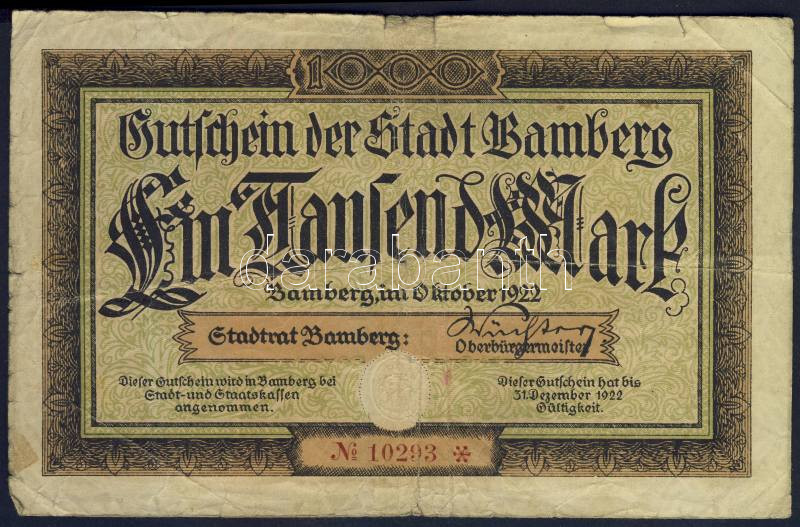 1000
Gutschein der Stadt Bamberg
Ein Tausend Mark
darabanth
Bamberg, im Oktober 1922
Stadtrat Bamberg:
Oberbürgermeister
Dieser Gutschein wird in Bamberg bei
Stadt- und Staatskassen
angenommen.
Dieser Gutschein hat bis
31. Dezember 1922
Gültigkeit.
№ 10293 *